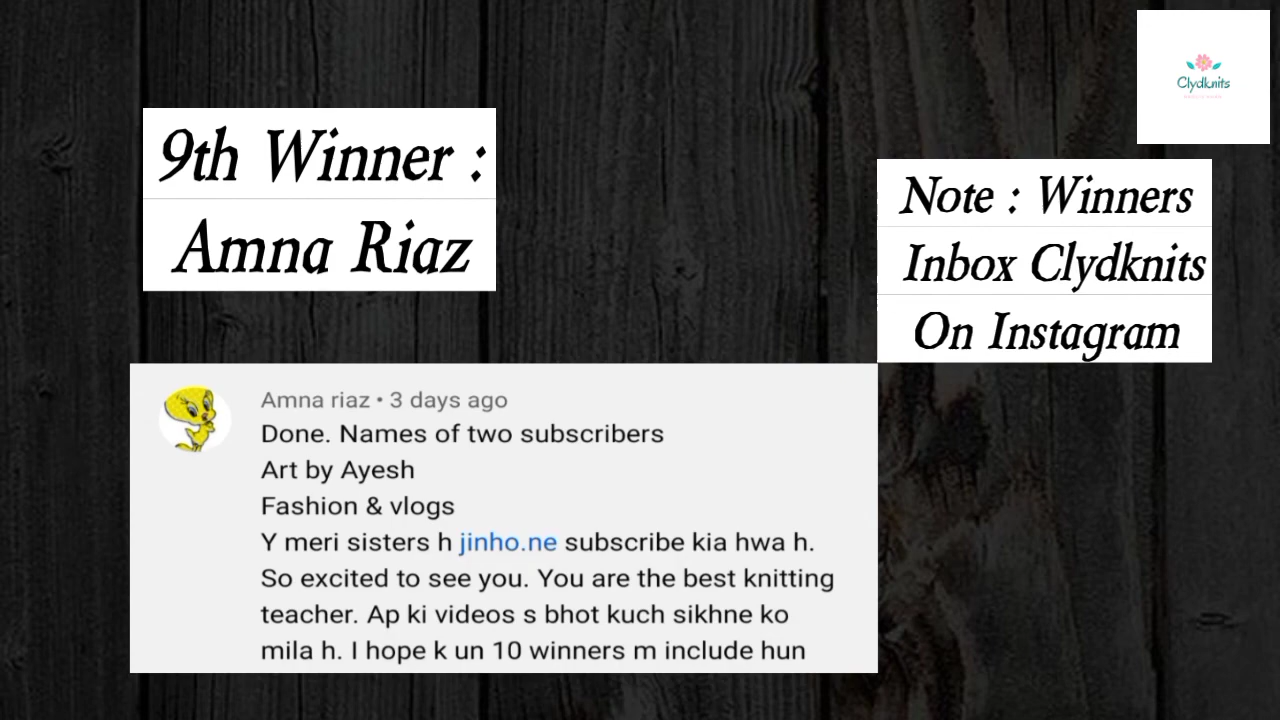 Clydknits
9th Winner :
Amna Riaz
Note : Winners
Inbox Clydknits
On Instagram
Amna riaz • 3 days ago
Done. Names of two subscribers
Art by Ayesh
Fashion & vlogs
Y meri sisters h jinho.ne subscribe kia hwa h.
So excited to see you. You are the best knitting
teacher. Ap ki videos s bhot kuch sikhne ko
mila h. I hope k un 10 winners m include hun